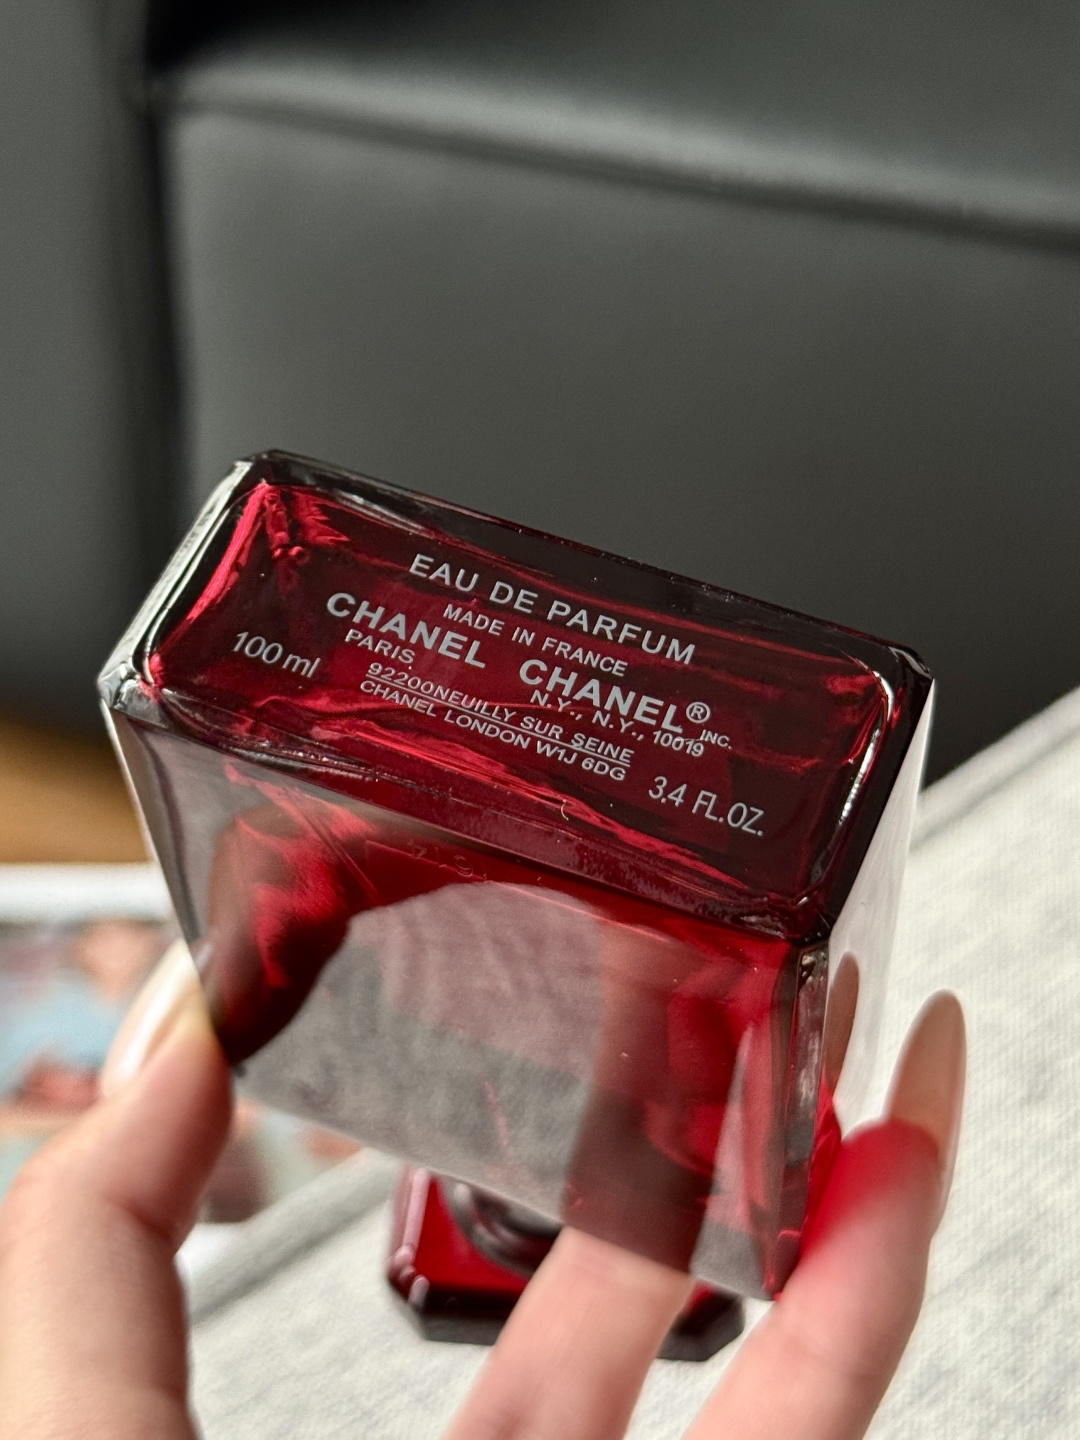 EAU DE PARFUM
MADE IN FRANCE
CHANEL CHANEL®
PARIS N.Y., N.Y., 10019 INC.
92200NEUILLY SUR SEINE
CHANEL LONDON W1J 6DG
100 ml 3.4 FL.OZ.